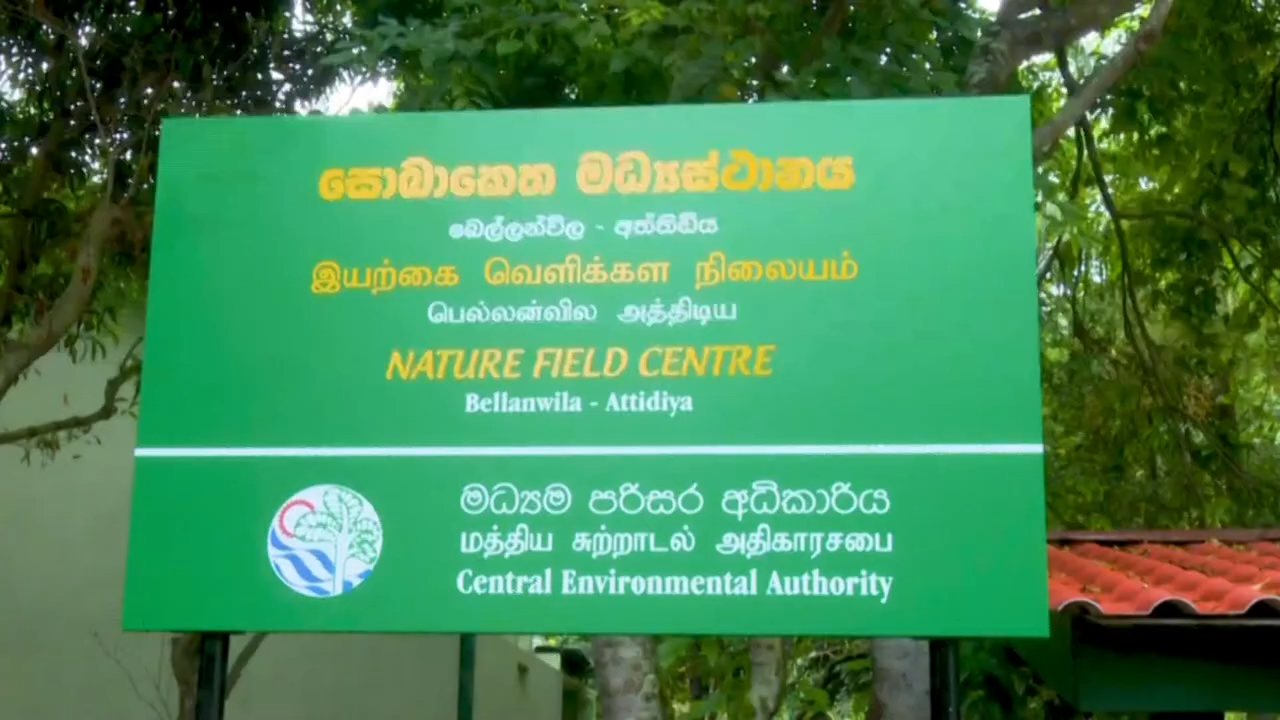 සොබාකෙත මධ්‍යස්ථානය
බෙල්ලන්විල - අත්තිඩිය
இயற்கை வெளிக்கள நிலையம்
பெல்லன்வில அத்திடிய
NATURE FIELD CENTRE
Bellanwila - Attidiya
මධ්‍යම පරිසර අධිකාරිය
மத்திய சுற்றாடல் அதிகாரசபை
Central Environmental Authority